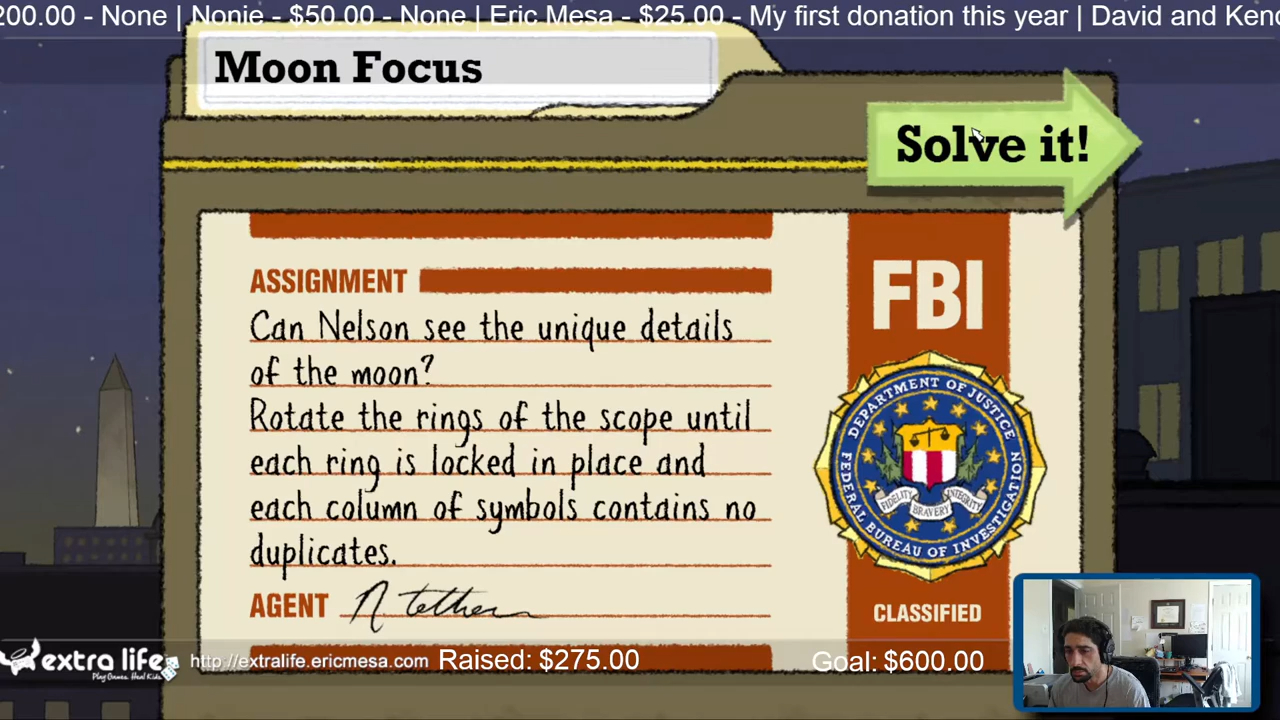 200.00 - None | Nonie - $50.00 - None | Eric Mesa - $25.00 - My first donation this year | David and Kend
Moon Focus
Solve it!
ASSIGNMENT
Can Nelson see the unique details
of the moon?
Rotate the rings of the scope until
each ring is locked in place and
each column of symbols contains no
duplicates.
AGENT N tethers
FBI
DEPARTMENT OF JUSTICE
FIDELITY BRAVERY INTEGRITY
FEDERAL BUREAU OF INVESTIGATION
CLASSIFIED
extra life
Play Games. Heal Kids.
http://extralife.ericmesa.com Raised: $275.00 Goal: $600.00